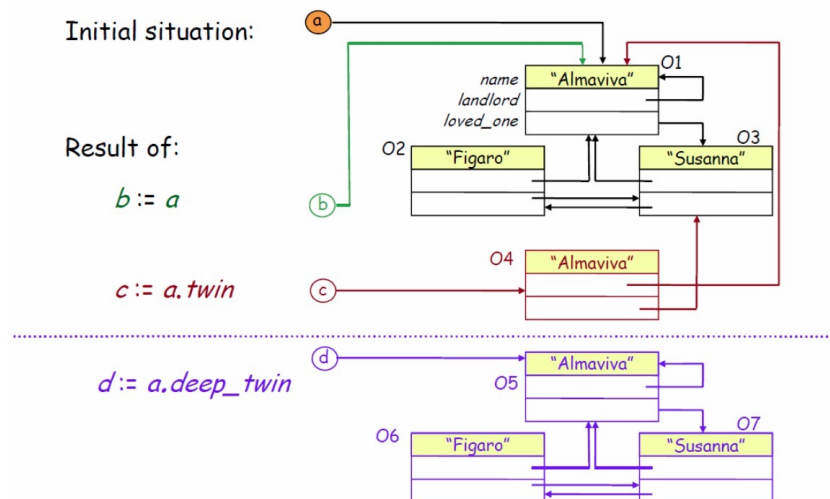 Initial situation:
a
O1
name
"Almaviva"
landlord
loved_one
Result of:
O2
O3
"Figaro"
"Susanna"
b := a
b
O4
"Almaviva"
c := a.twin
c
d
"Almaviva"
d := a.deep_twin
O5
O6
O7
"Figaro"
"Susanna"